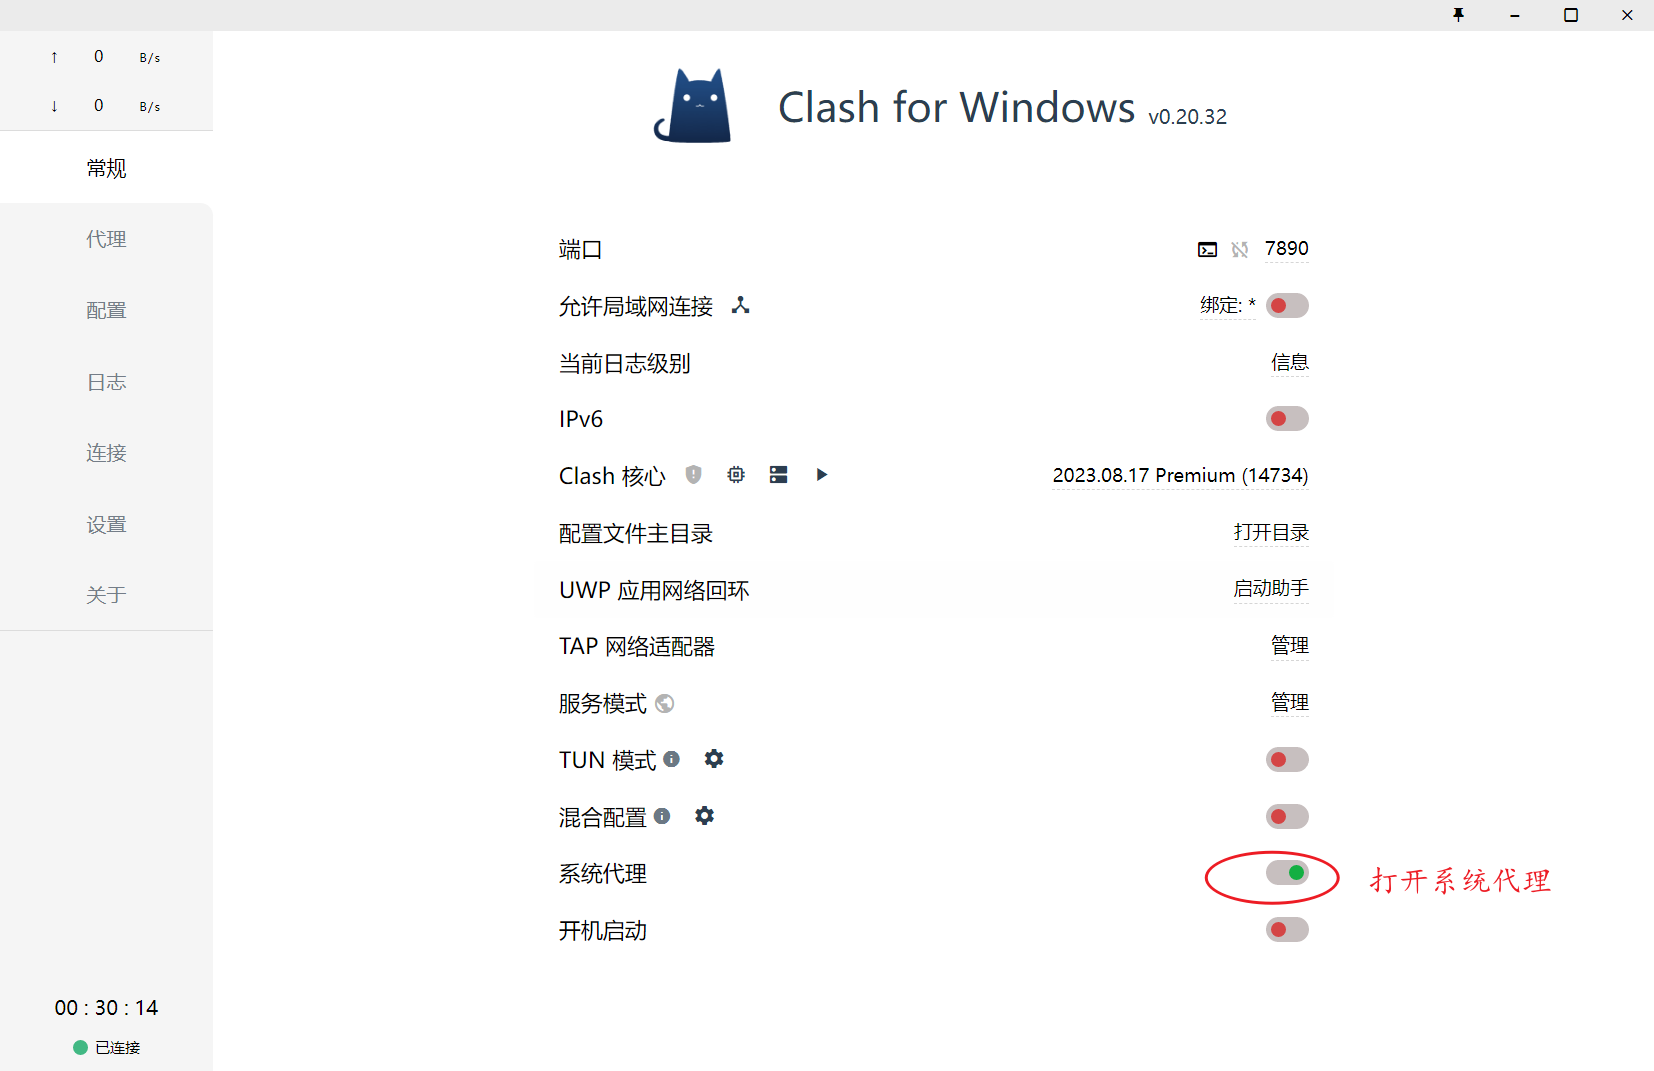 ↑ 0 B/s
↓ 0 B/s
常规
代理
配置
日志
连接
设置
关于
00 : 30 : 14
已连接
Clash for Windows v0.20.32
端口 7890
允许局域网连接 绑定: *
当前日志级别 信息
IPv6
Clash 核心 2023.08.17 Premium (14734)
配置文件主目录 打开目录
UWP 应用网络回环 启动助手
TAP 网络适配器 管理
服务模式 管理
TUN 模式
混合配置
系统代理 打开系统代理
开机启动